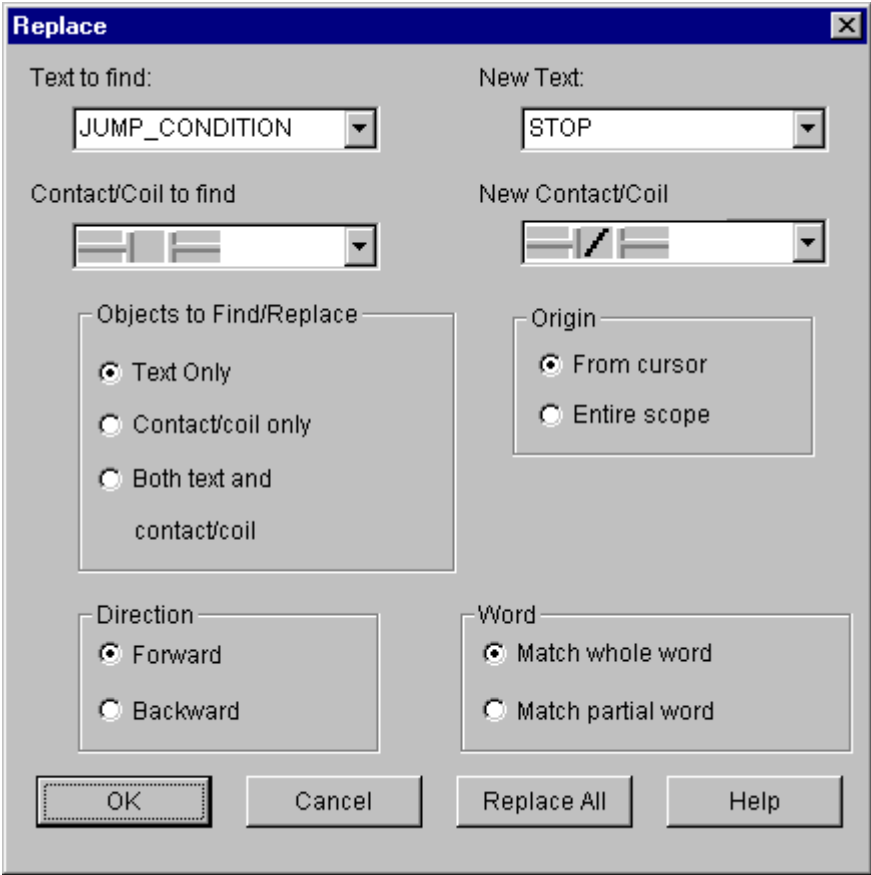 Replace
Text to find:
New Text:
JUMP_CONDITION
STOP
Contact/Coil to find
New Contact/Coil
Objects to Find/Replace
Text Only
Contact/coil only
Both text and
contact/coil
Origin
From cursor
Entire scope
Direction
Forward
Backward
Word
Match whole word
Match partial word
OK
Cancel
Replace All
Help